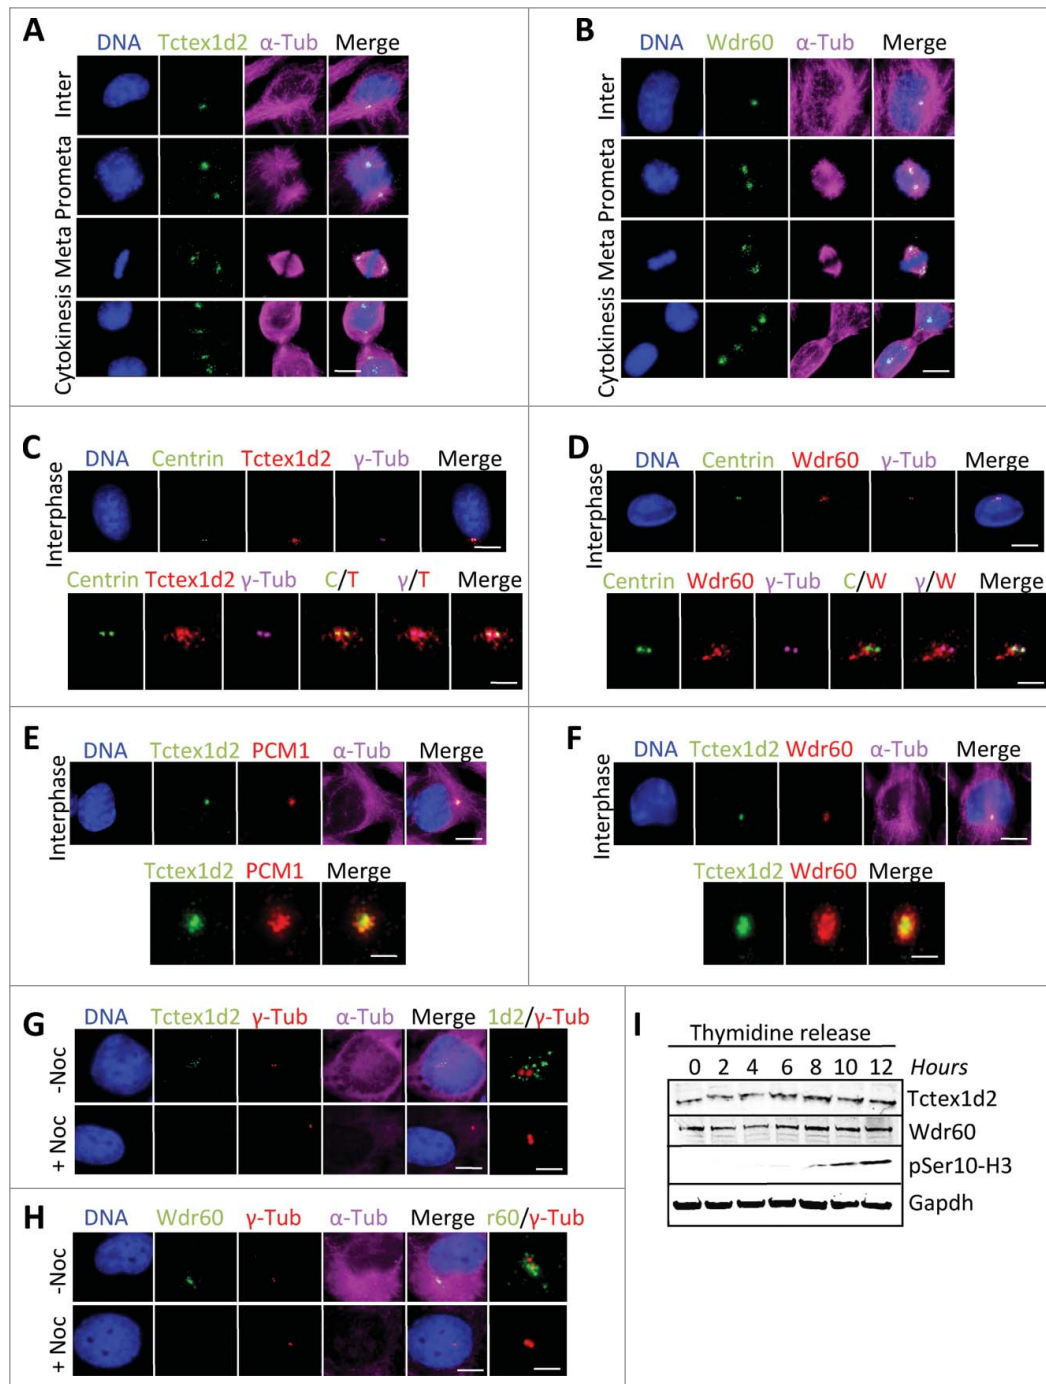 A
DNA Tctex1d2 α-Tub Merge
Inter
Prometa
Meta
Cytokinesis
B
DNA Wdr60 α-Tub Merge
Inter
Prometa
Meta
Cytokinesis
C
DNA Centrin Tctex1d2 γ-Tub Merge
Interphase
Centrin Tctex1d2 γ-Tub C/T γ/T Merge
D
DNA Centrin Wdr60 γ-Tub Merge
Interphase
Centrin Wdr60 γ-Tub C/W γ/W Merge
E
DNA Tctex1d2 PCM1 α-Tub Merge
Interphase
Tctex1d2 PCM1 Merge
F
DNA Tctex1d2 Wdr60 α-Tub Merge
Interphase
Tctex1d2 Wdr60 Merge
G
DNA Tctex1d2 γ-Tub α-Tub Merge 1d2/γ-Tub
-Noc
+ Noc
H
DNA Wdr60 γ-Tub α-Tub Merge r60/γ-Tub
-Noc
+ Noc
I
Thymidine release
0 2 4 6 8 10 12 Hours
Tctex1d2
Wdr60
pSer10-H3
Gapdh